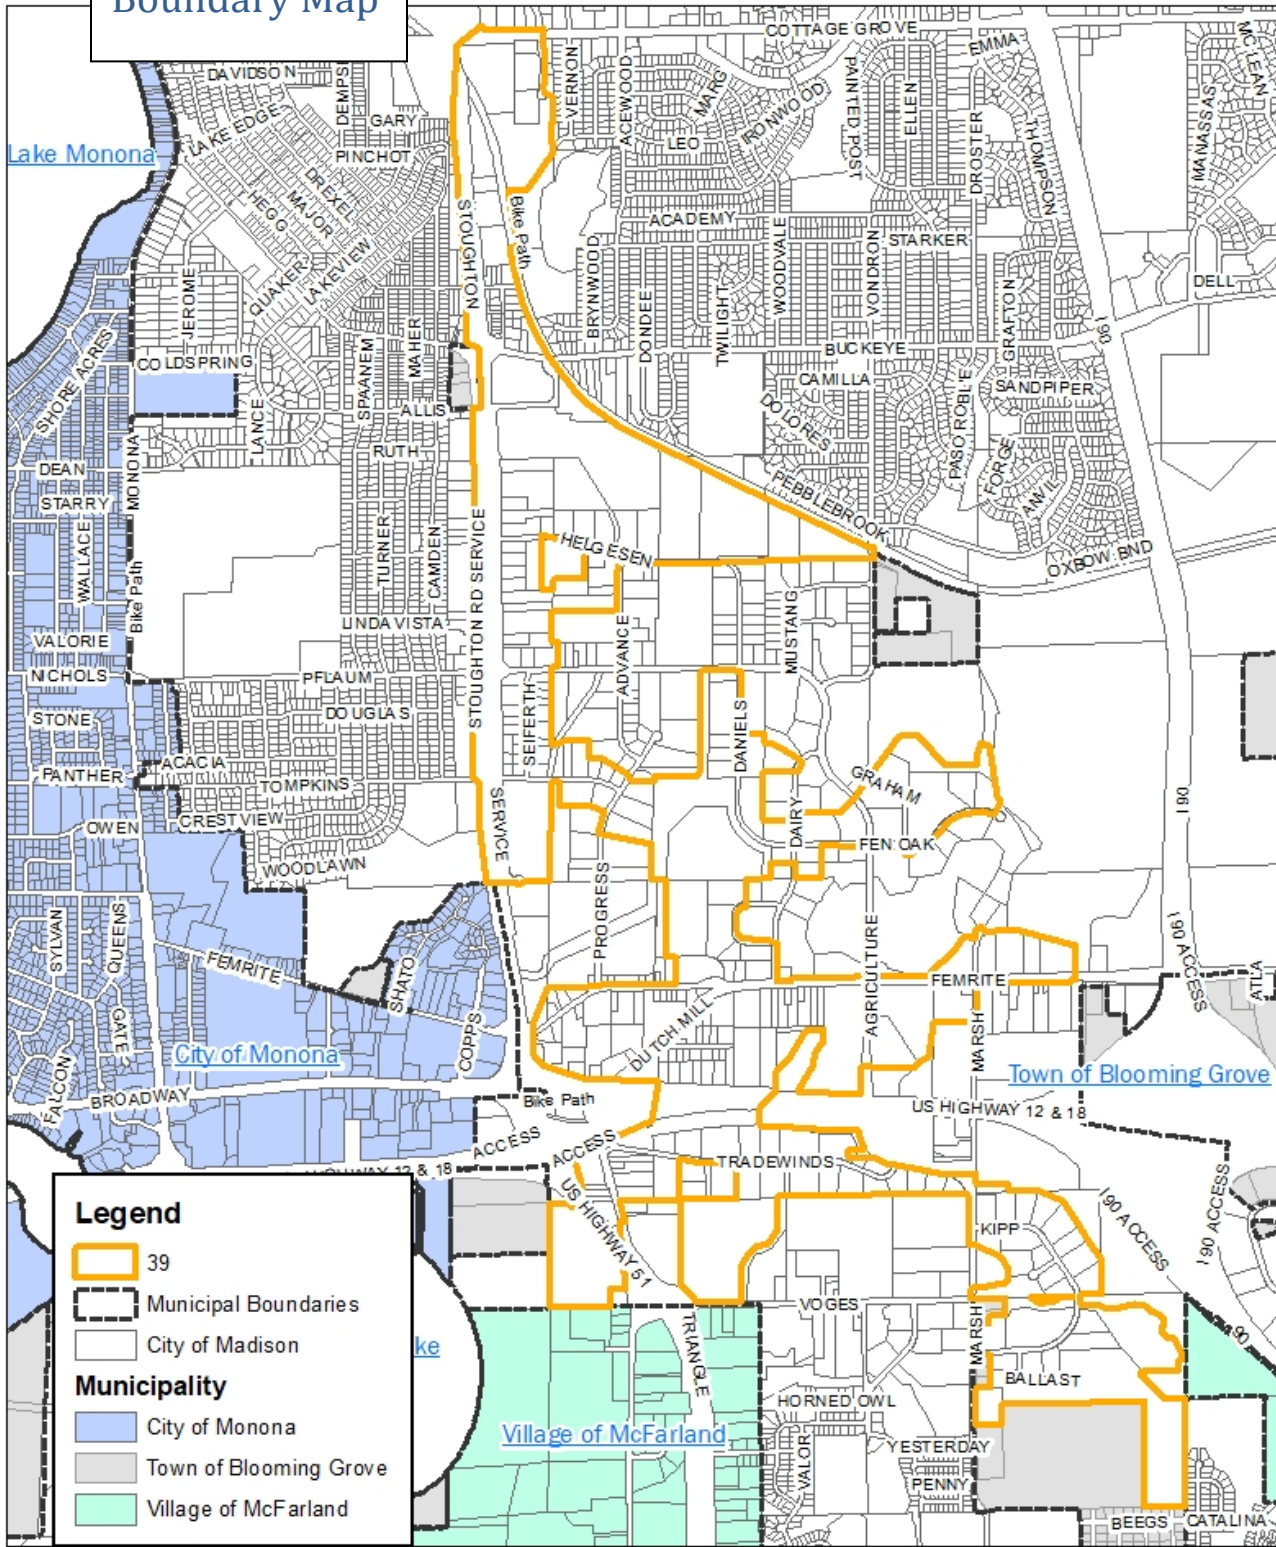 Boundary Map
COTTAGE GROVE
EMMA
MCLEAN
DAVIDSON
VERNON
ACEWOOD
MARG
PAINTED POST
ELLEN
MANASSAS
GARY
LAKE EDGE
LEO
IRONWOOD
DROSTER
THOMPSON
Lake Monona
PINCHOT
DREXEL
MAJOR
HEGG
STOUGHTON
Bike Path
ACADEMY
WOODVALE
VONDRON
STARKER
LAKEVIEW
QUAKER
JEROME
BRYNWOOD
DONDEE
TWILIGHT
GRAFTON
DELL
I 90
SHORE ACRES
COLDSPRING
SPAANEM
MAHER
BUCKEYE
CAMILLA
SANDPIPER
LANCE
ALLIS
DOLORES
PASO ROBLE
DEAN
MONONA
RUTH
FORGE
ANVIL
STARRY
WALLACE
TURNER
CAMDEN
STOUGHTON RD SERVICE
PEBBLEBROOK
HELGESEN
OXBOW BND
Bike Path
VALORIE
LINDA VISTA
ADVANCE
MUSTANG
NICHOLS
PFLAUM
STONE
DOUGLAS
SEIFERTH
DANIELS
PANTHER
ACACIA
TOMPKINS
GRAHAM
I 90
OWEN
CRESTVIEW
SERVICE
DAIRY
FEN OAK
WOODLAWN
PROGRESS
AGRICULTURE
SYLVAN
QUEENS
GATE
FEMRITE
SHATO
FEMRITE
I 90 ACCESS
ATLA
COPPS
DUTCH MILL
MARSH
City of Monona
FALCON
BROADWAY
Town of Blooming Grove
Bike Path
US HIGHWAY 12 & 18
ACCESS
ACCESS
HWAY 12 & 18
TRADEWINDS
US HIGHWAY 51
KIPP
I 90 ACCESS
I 90 ACCESS
VOGES
MARSH
I 90
TRIANGLE
BALLAST
HORNED OWL
Village of McFarland
VALOR
YESTERDAY
PENNY
BEEGS
CATALINA
ke
Legend
39
Municipal Boundaries
City of Madison
Municipality
City of Monona
Town of Blooming Grove
Village of McFarland